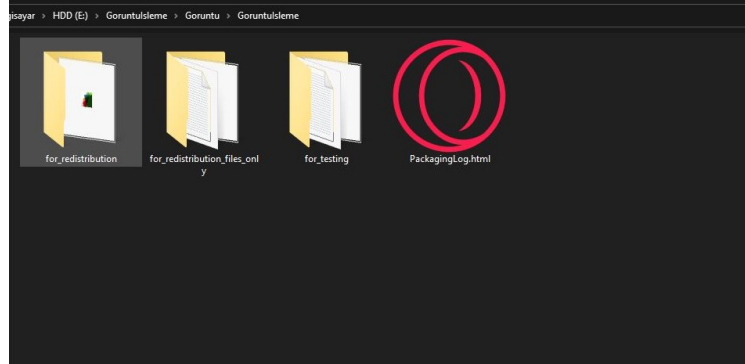 gisayar > HDD (E:) > Goruntulsleme > Goruntu > Goruntulsleme
for_redistribution
for_redistribution_files_onl
y
for_testing
PackagingLog.html